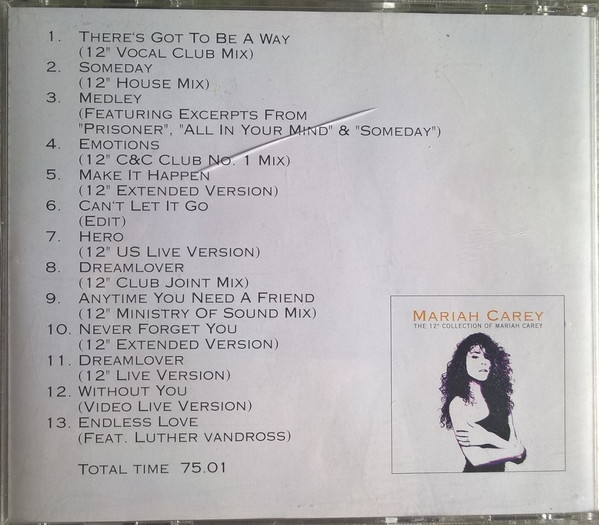 1. There's Got To Be A Way
(12" Vocal Club Mix)
2. Someday
(12" House Mix)
3. Medley
(Featuring Excerpts From
"Prisoner", "All In Your Mind" & "Someday")
4. Emotions
(12" C&C Club No. 1 Mix)
5. Make It Happen
(12" Extended Version)
6. Can't Let It Go
(Edit)
7. Hero
(12" US Live Version)
8. Dreamlover
(12" Club Joint Mix)
9. Anytime You Need A Friend
(12" Ministry Of Sound Mix)
10. Never Forget You
(12" Extended Version)
11. Dreamlover
(12" Live Version)
12. Without You
(Video Live Version)
13. Endless Love
(Feat. Luther vandross)
Total time 75.01
Mariah Carey
THE 12" COLLECTION OF MARIAH CAREY